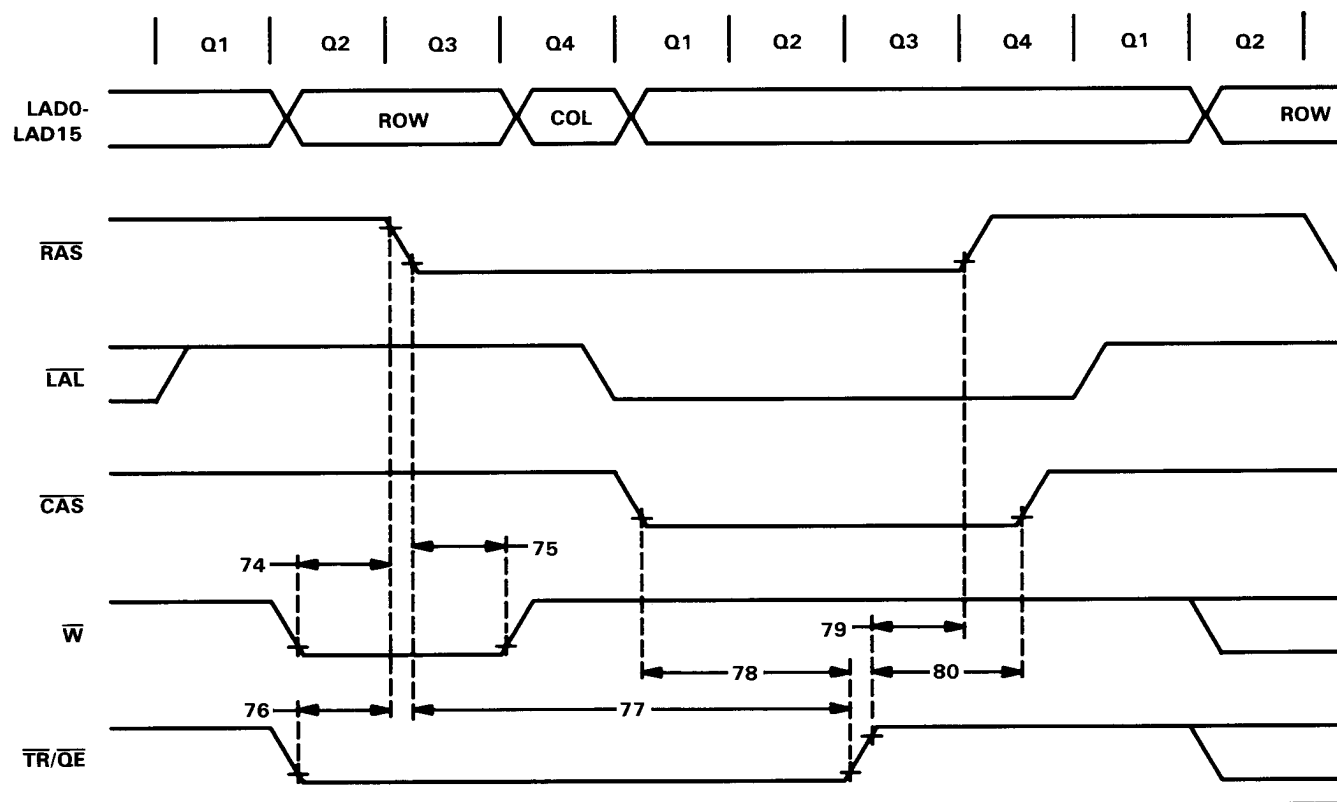 Q1 Q2 Q3 Q4 Q1 Q2 Q3 Q4 Q1 Q2
LAD0-
LAD15
ROW COL ROW
RAS
LAL
CAS
75
74
W
79
78 80
76 77
TR/QE